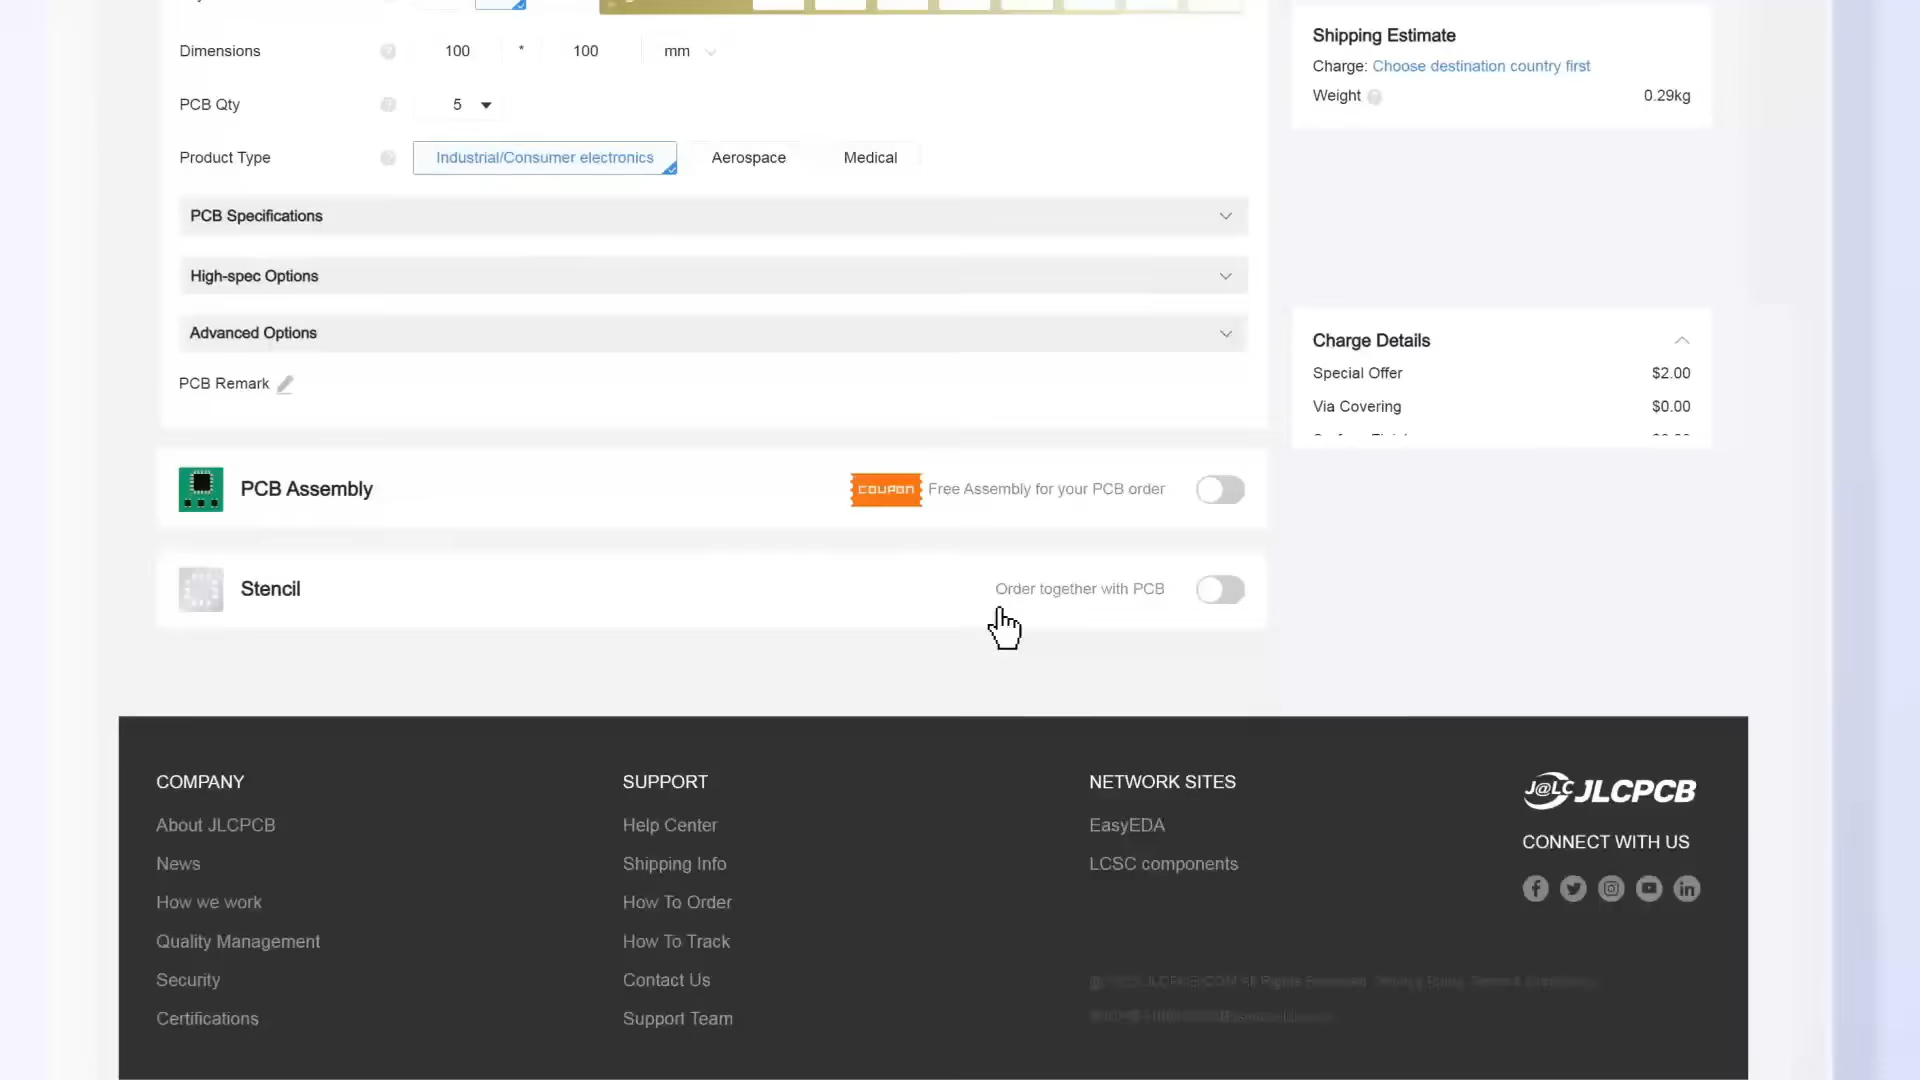 Dimensions 100 * 100 mm
PCB Qty 5
Product Type Industrial/Consumer electronics Aerospace Medical
PCB Specifications
High-spec Options
Advanced Options
PCB Remark
PCB Assembly COUPON Free Assembly for your PCB order
Stencil Order together with PCB
Shipping Estimate
Charge: Choose destination country first
Weight 0.29kg
Charge Details
Special Offer $2.00
Via Covering $0.00
COMPANY
About JLCPCB
News
How we work
Quality Management
Security
Certifications
SUPPORT
Help Center
Shipping Info
How To Order
How To Track
Contact Us
Support Team
NETWORK SITES
EasyEDA
LCSC components
J@LC JLCPCB
CONNECT WITH US